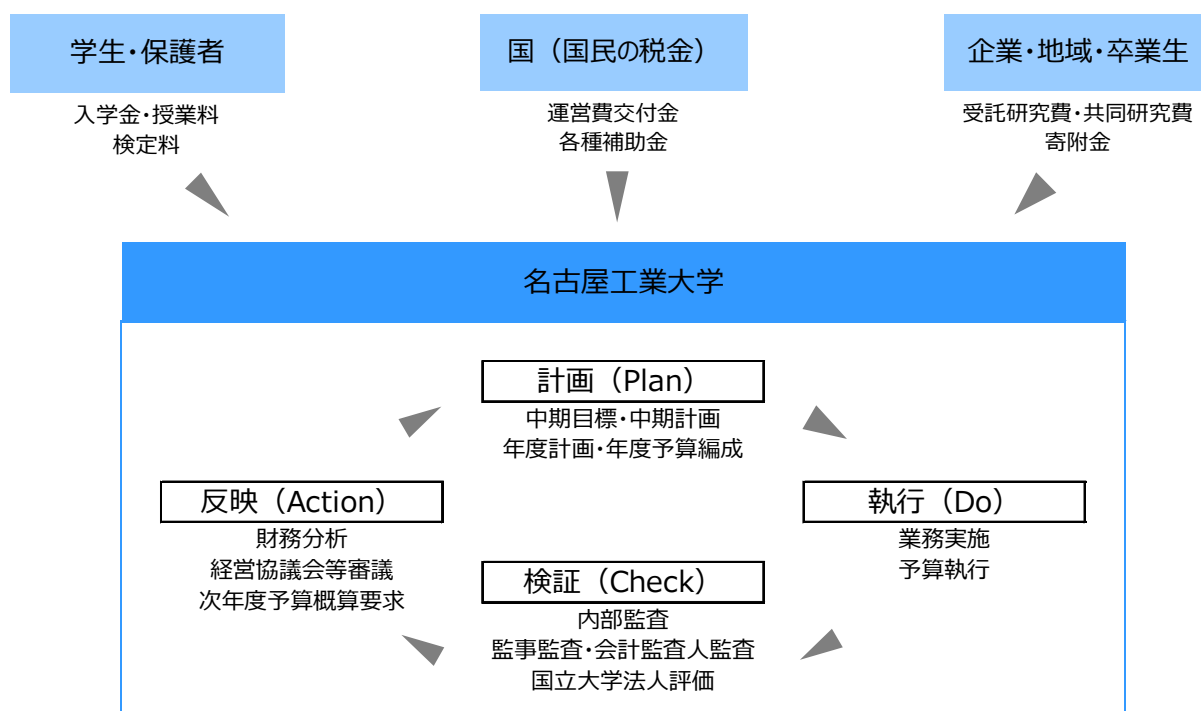 学生・保護者
入学金・授業料
検定料
国（国民の税金）
運営費交付金
各種補助金
企業・地域・卒業生
受託研究費・共同研究費
寄附金
名古屋工業大学
計画（Plan）
中期目標・中期計画
年度計画・年度予算編成
執行（Do）
業務実施
予算執行
検証（Check）
内部監査
監事監査・会計監査人監査
国立大学法人評価
反映（Action）
財務分析
経営協議会等審議
次年度予算概算要求